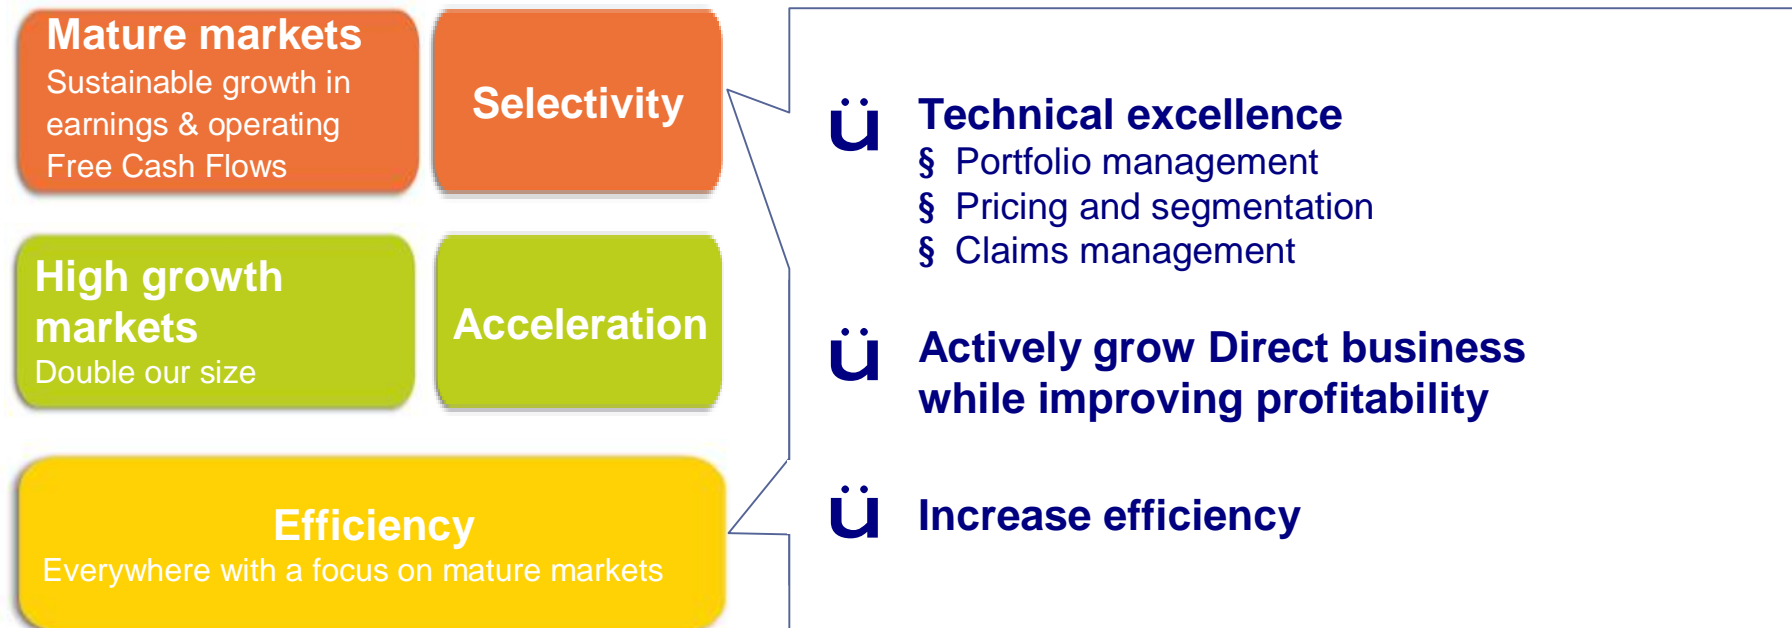 Mature markets
Sustainable growth in
earnings & operating
Free Cash Flows
Selectivity
High growth
markets
Double our size
Acceleration
Efficiency
Everywhere with a focus on mature markets
ü Technical excellence
§ Portfolio management
§ Pricing and segmentation
§ Claims management
ü Actively grow Direct business
while improving profitability
ü Increase efficiency